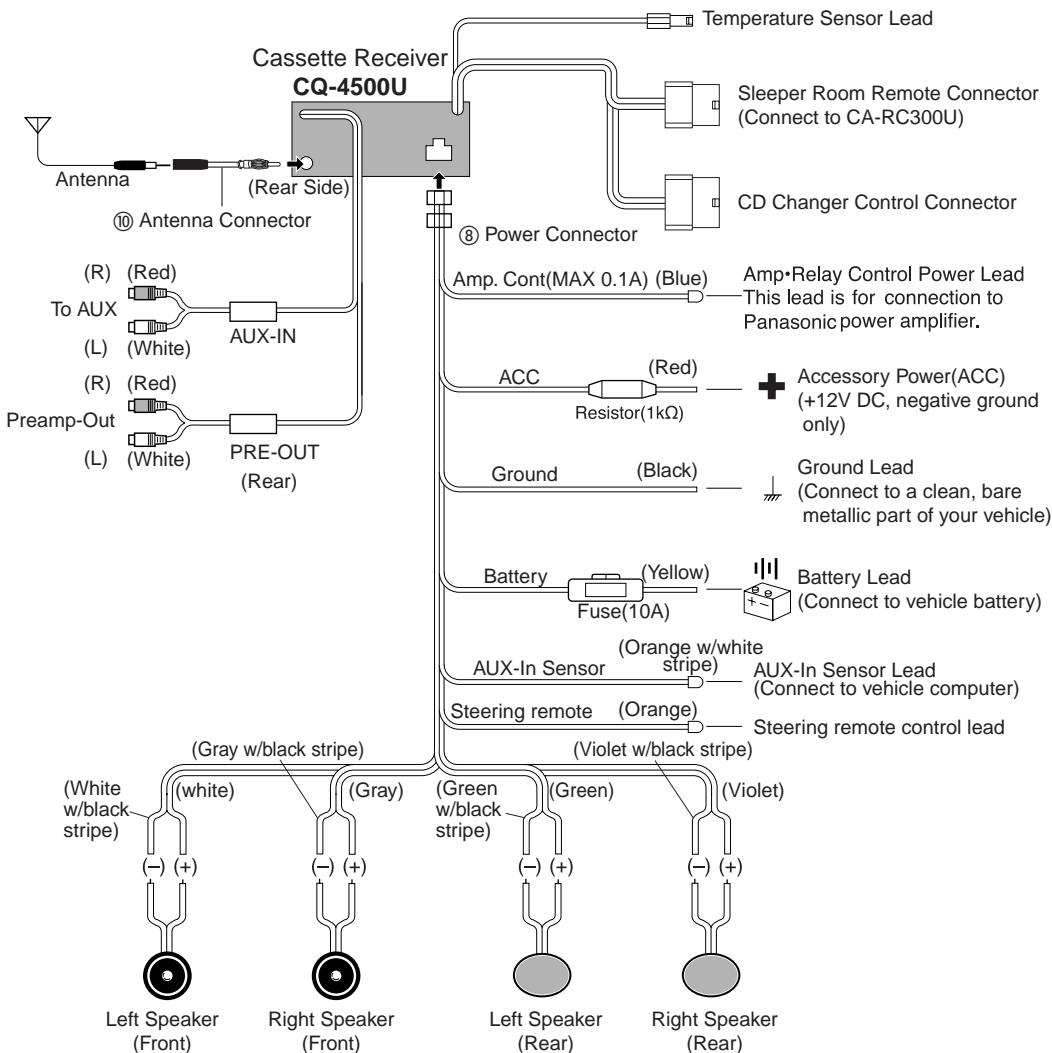 Temperature Sensor Lead
Cassette Receiver
CQ-4500U
Sleeper Room Remote Connector
(Connect to CA-RC300U)
Antenna
(Rear Side)
⑩ Antenna Connector
CD Changer Control Connector
⑧ Power Connector
(R) (Red)
To AUX
(L) (White)
AUX-IN
Amp. Cont(MAX 0.1A) (Blue)
Amp•Relay Control Power Lead
This lead is for connection to
Panasonic power amplifier.
(R) (Red)
Preamp-Out
(L) (White)
PRE-OUT
(Rear)
ACC
(Red)
Resistor(1kΩ)
Accessory Power(ACC)
(+12V DC, negative ground
only)
Ground
(Black)
Ground Lead
(Connect to a clean, bare
metallic part of your vehicle)
Battery
(Yellow)
Fuse(10A)
+ −
Battery Lead
(Connect to vehicle battery)
AUX-In Sensor
(Orange w/white
stripe)
AUX-In Sensor Lead
(Connect to vehicle computer)
Steering remote
(Orange)
Steering remote control lead
(Gray w/black stripe)
(Violet w/black stripe)
(White
w/black
stripe)
(white)
(Gray)
(Green
w/black
stripe)
(Green)
(Violet)
(−) (+)
(−) (+)
(−) (+)
(−) (+)
Left Speaker
(Front)
Right Speaker
(Front)
Left Speaker
(Rear)
Right Speaker
(Rear)